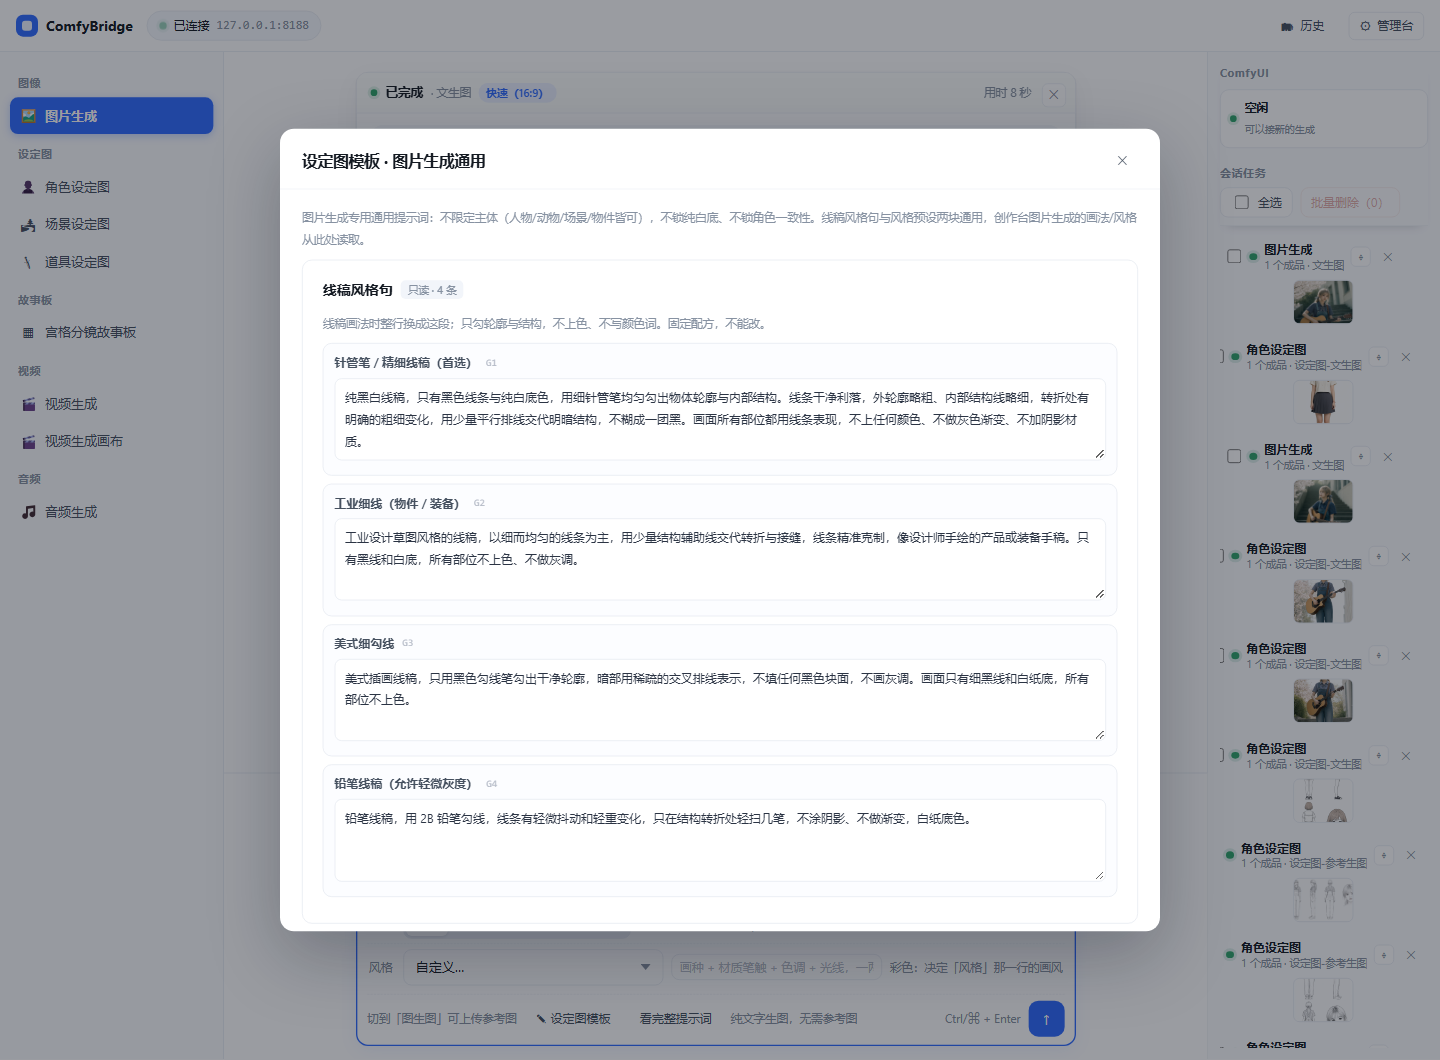 ComfyBridge
已连接 127.0.0.1:8188
历史
管理台
图像
图片生成
设定图
角色设定图
场景设定图
道具设定图
故事板
宫格分镜故事板
视频
视频生成
视频生成画布
音频
音频生成
已完成 · 文生图 快速 (16:9)
用时 8 秒
设定图模板 · 图片生成通用
图片生成专用通用提示词：不限定主体（人物/动物/场景/物件皆可），不锁纯白底、不锁角色一致性。线稿风格句与风格预设两块通用，创作台图片生成的画法/风格
从此处读取。
线稿风格句 只读 · 4 条
线稿画法时整行换成这段；只勾轮廓与结构，不上色、不写颜色词。固定配方，不能改。
针管笔 / 精细线稿（首选） G1
纯黑白线稿，只有黑色线条与纯白底色，用细针管笔均匀勾出物体轮廓与内部结构。线条干净利落，外轮廓略粗、内部结构线略细，转折处有
明确的粗细变化，用少量平行排线交代明暗结构，不糊成一团黑。画面所有部位都用线条表现，不上任何颜色、不做灰色渐变、不加阴影材
质。
工业细线（物件 / 装备） G2
工业设计草图风格的线稿，以细而均匀的线条为主，用少量结构辅助线交代转折与接缝，线条精准克制，像设计师手绘的产品或装备手稿。只
有黑线和白底，所有部位不上色、不做灰调。
美式细勾线 G3
美式插画线稿，只用黑色勾线笔勾出干净轮廓，暗部用稀疏的交叉排线表示，不填任何黑色块面，不画灰调。画面只有细黑线和白纸底，所有
部位不上色。
铅笔线稿（允许轻微灰度） G4
铅笔线稿，用 2B 铅笔勾线，线条有轻微抖动和轻重变化，只在结构转折处轻扫几笔，不涂阴影、不做渐变，白纸底色。
风格 自定义... 画种 + 材质笔触 + 色调 + 光线，一 彩色：决定「风格」那一行的画风
切到「图生图」可上传参考图 设定图模板 看完整提示词 纯文字生图，无需参考图 Ctrl/⌘ + Enter
ComfyUI
空闲
可以接新的生成
会话任务
全选 批量删除（0）
图片生成
1 个成品 · 文生图
角色设定图
1 个成品 · 设定图-文生图
图片生成
1 个成品 · 文生图
角色设定图
1 个成品 · 设定图-文生图
角色设定图
1 个成品 · 设定图-文生图
角色设定图
1 个成品 · 设定图-文生图
角色设定图
1 个成品 · 设定图-参考生图
角色设定图
1 个成品 · 设定图-参考生图
角色设定图